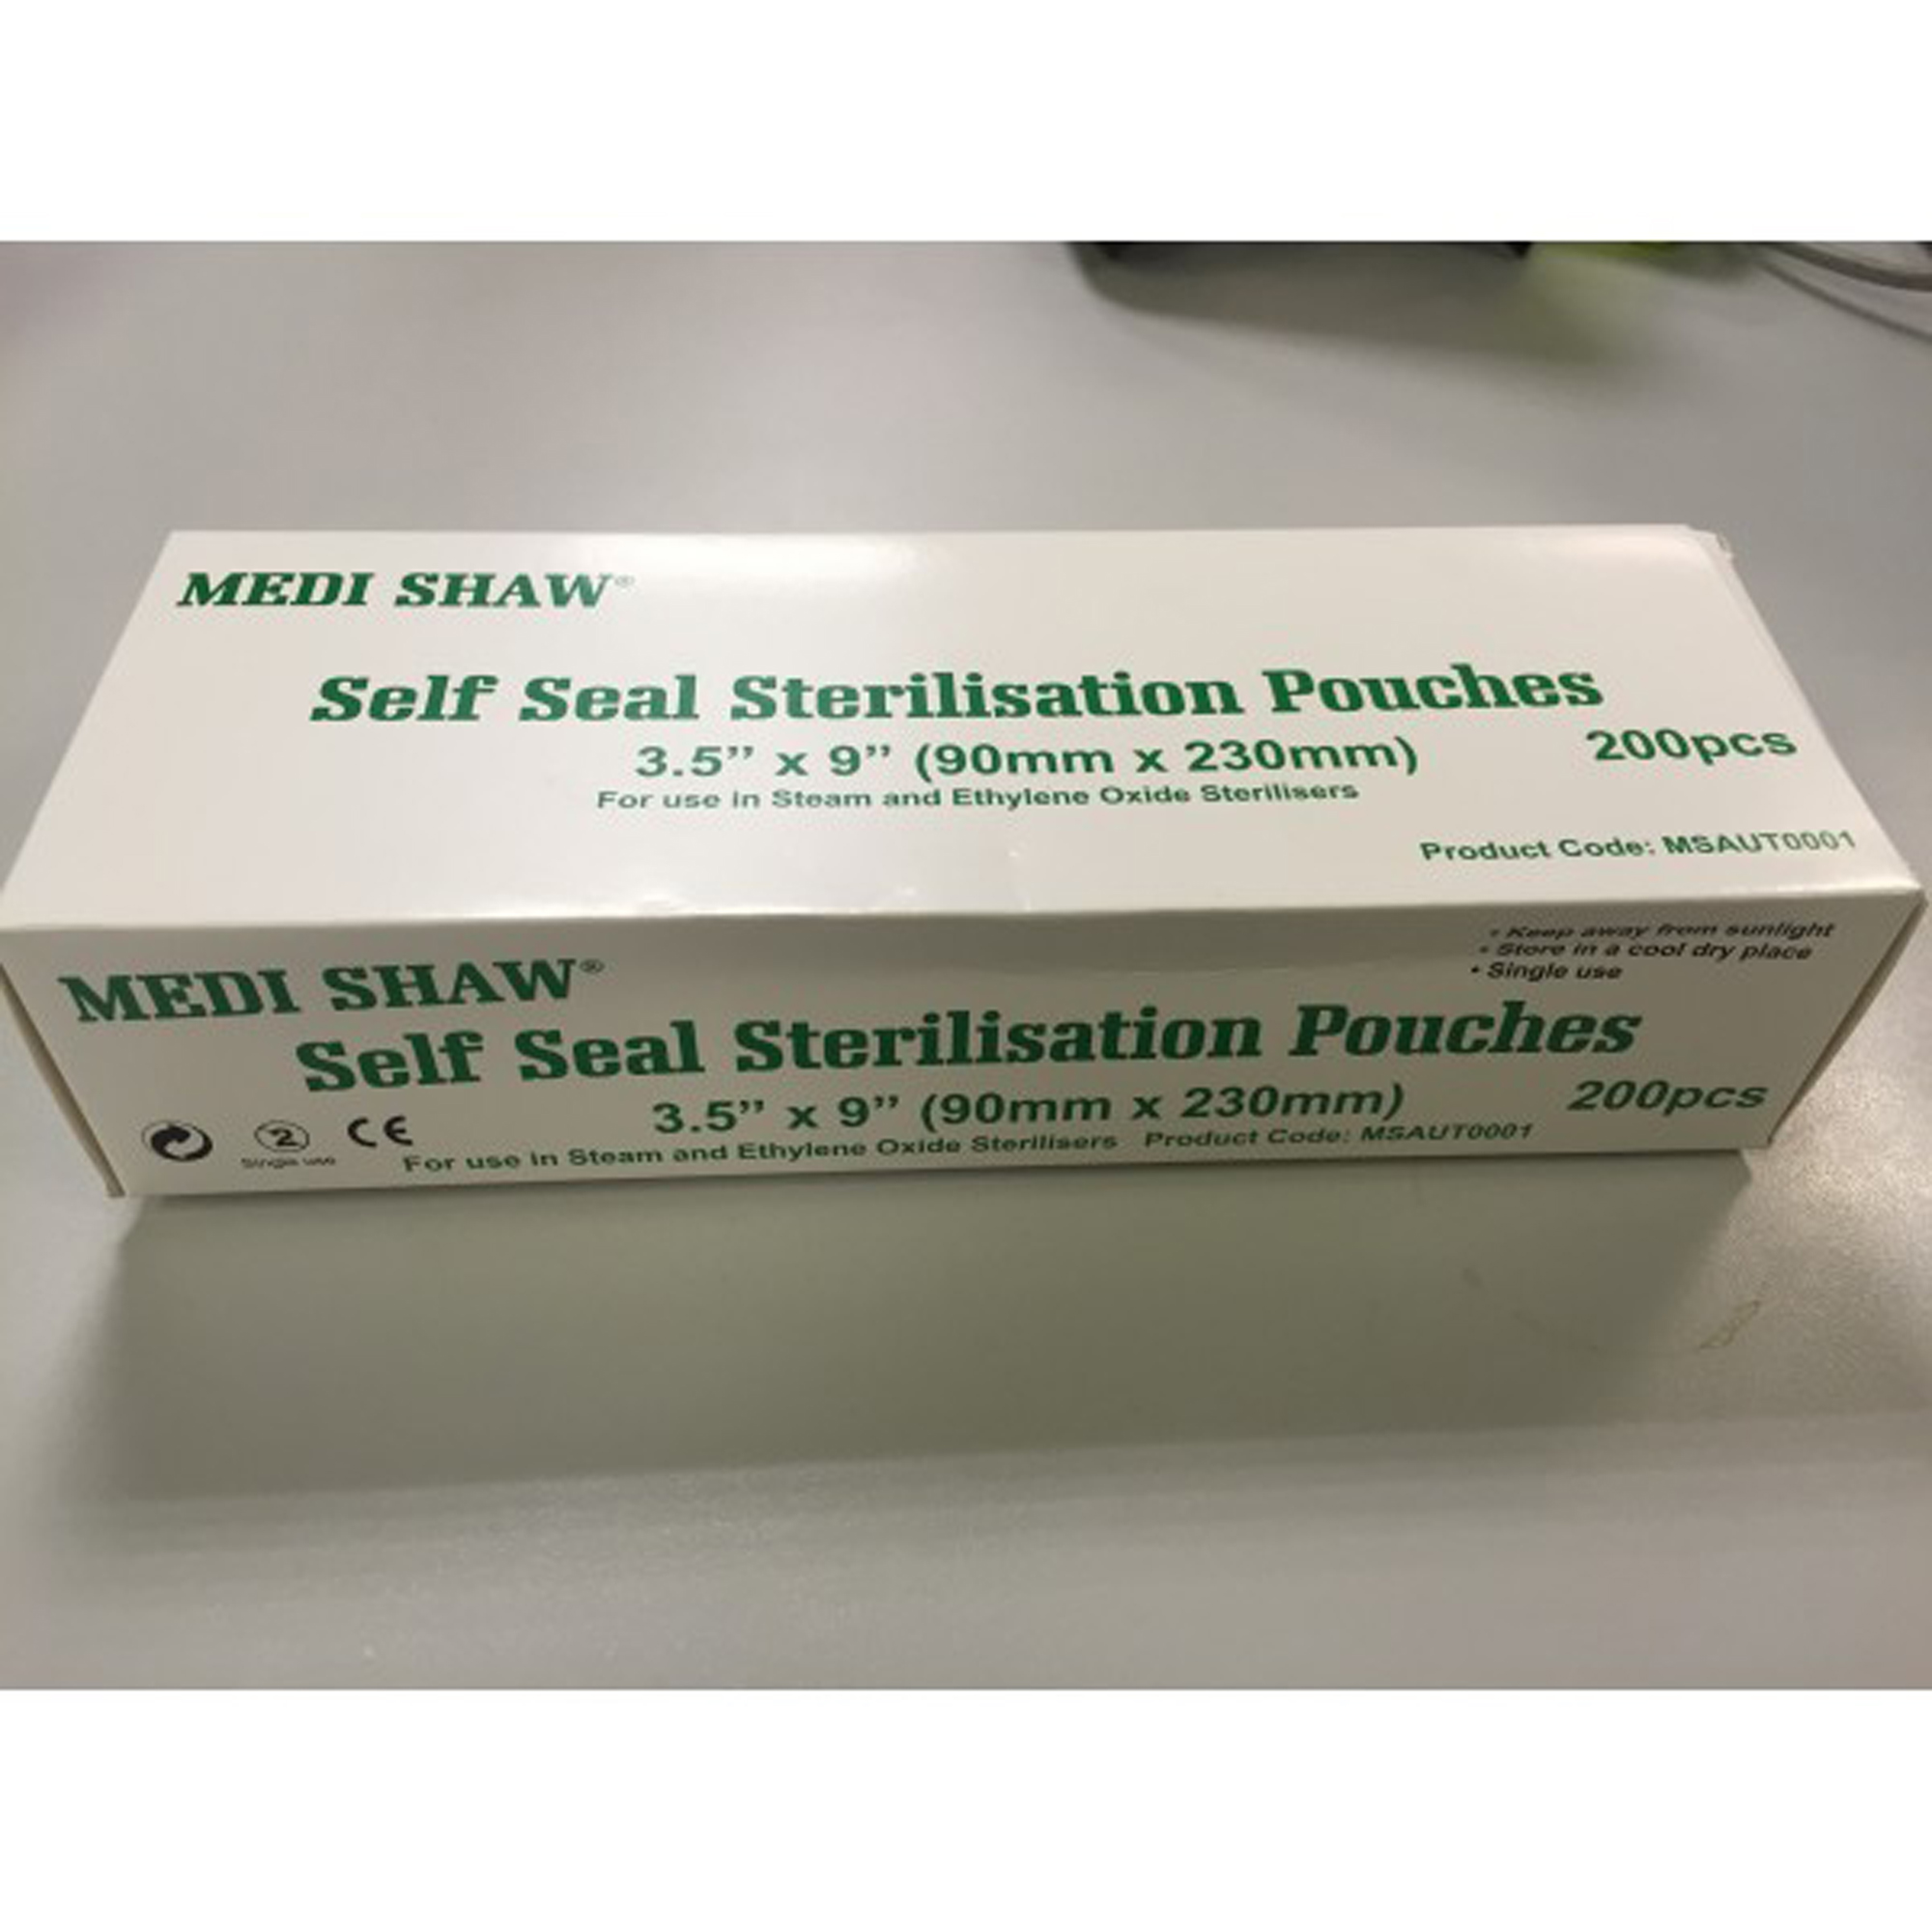 MEDI SHAW®
Self Seal Sterilisation Pouches
3.5” x 9” (90mm x 230mm)
200pcs
For use in Steam and Ethylene Oxide Sterilisers
Product Code: MSAUT0001
• Keep away from sunlight
• Store in a cool dry place
• Single use
MEDI SHAW®
Self Seal Sterilisation Pouches
3.5” x 9” (90mm x 230mm)
200pcs
2
CE
Single use
For use in Steam and Ethylene Oxide Sterilisers Product Code: MSAUT0001